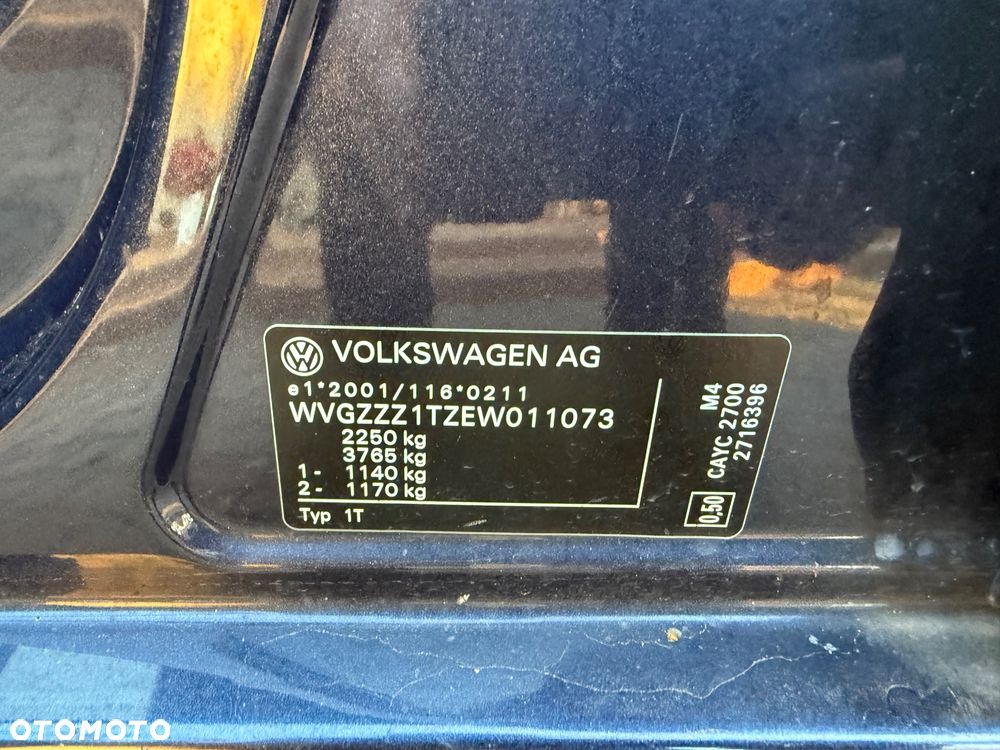 VOLKSWAGEN AG
e1*2001/116*0211
WVGZZZ1TZEW011073
2250 kg
3765 kg
1- 1140 kg
2- 1170 kg
Typ 1T
M4
CAYC 2700
2716396
0,50
OTOMOTO